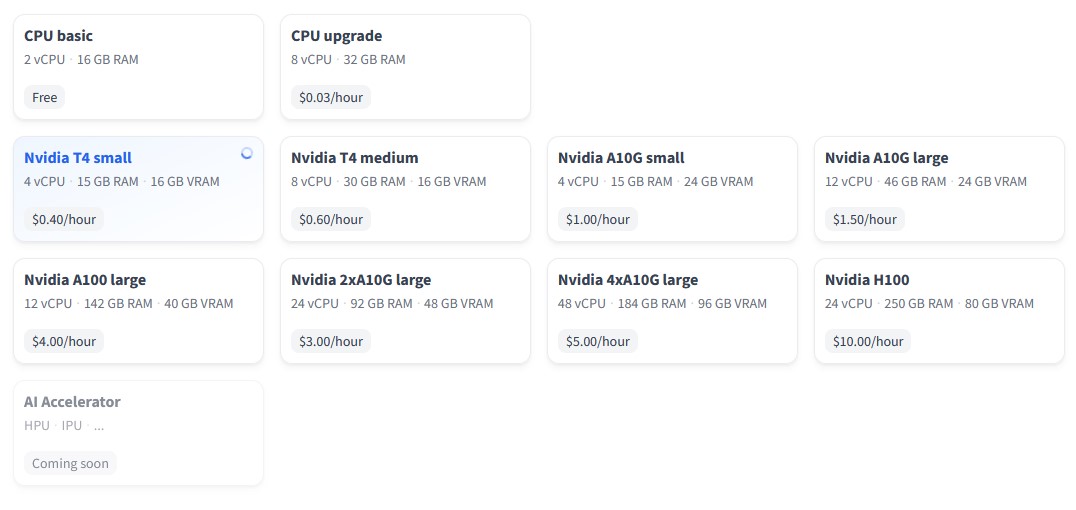 CPU basic
2 vCPU · 16 GB RAM
Free
CPU upgrade
8 vCPU · 32 GB RAM
$0.03/hour
Nvidia T4 small
4 vCPU · 15 GB RAM · 16 GB VRAM
$0.40/hour
Nvidia T4 medium
8 vCPU · 30 GB RAM · 16 GB VRAM
$0.60/hour
Nvidia A10G small
4 vCPU · 15 GB RAM · 24 GB VRAM
$1.00/hour
Nvidia A10G large
12 vCPU · 46 GB RAM · 24 GB VRAM
$1.50/hour
Nvidia A100 large
12 vCPU · 142 GB RAM · 40 GB VRAM
$4.00/hour
Nvidia 2xA10G large
24 vCPU · 92 GB RAM · 48 GB VRAM
$3.00/hour
Nvidia 4xA10G large
48 vCPU · 184 GB RAM · 96 GB VRAM
$5.00/hour
Nvidia H100
24 vCPU · 250 GB RAM · 80 GB VRAM
$10.00/hour
AI Accelerator
HPU · IPU · ...
Coming soon